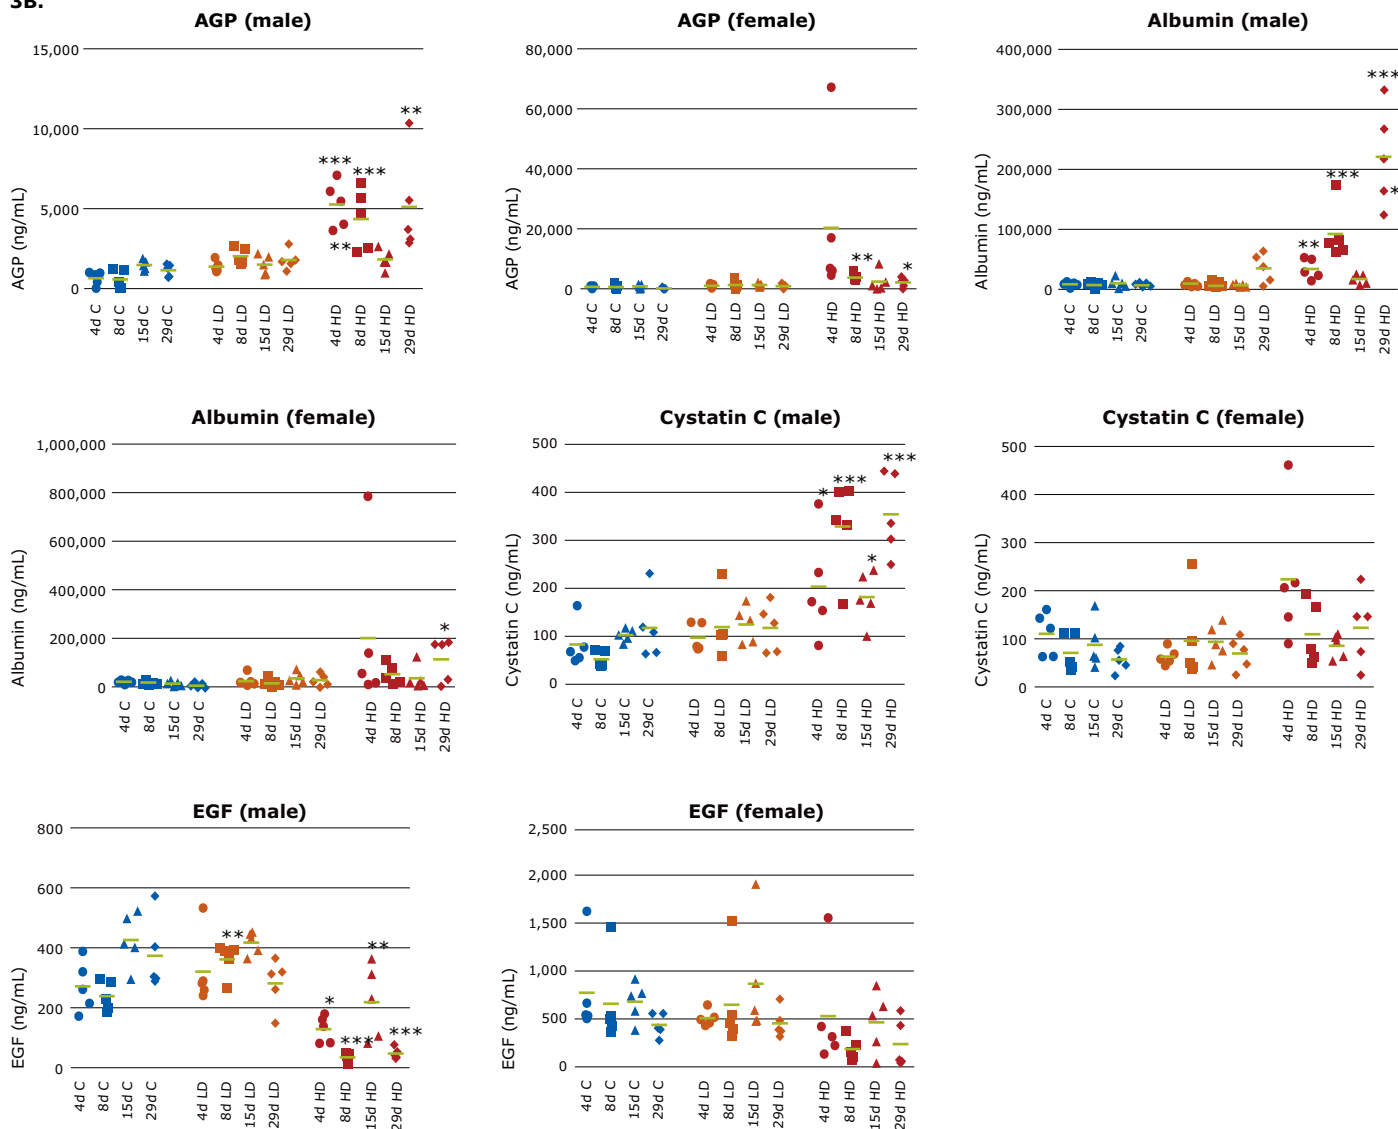 3B.
AGP (male)
15,000
10,000
5,000
0
AGP (ng/mL)
**
***
***
**
4d C
8d C
15d C
29d C
4d LD
8d LD
15d LD
29d LD
4d HD
8d HD
15d HD
29d HD
AGP (female)
80,000
60,000
40,000
20,000
0
AGP (ng/mL)
**
*
4d C
8d C
15d C
29d C
4d LD
8d LD
15d LD
29d LD
4d HD
8d HD
15d HD
29d HD
Albumin (male)
400,000
300,000
200,000
100,000
0
Albumin (ng/mL)
***
***
*
**
4d C
8d C
15d C
29d C
4d LD
8d LD
15d LD
29d LD
4d HD
8d HD
15d HD
29d HD
Albumin (female)
1,000,000
800,000
600,000
400,000
200,000
0
Albumin (ng/mL)
*
4d C
8d C
15d C
29d C
4d LD
8d LD
15d LD
29d LD
4d HD
8d HD
15d HD
29d HD
Cystatin C (male)
500
400
300
200
100
0
Cystatin C (ng/mL)
***
***
*
*
4d C
8d C
15d C
29d C
4d LD
8d LD
15d LD
29d LD
4d HD
8d HD
15d HD
29d HD
Cystatin C (female)
500
400
300
200
100
0
Cystatin C (ng/mL)
4d C
8d C
15d C
29d C
4d LD
8d LD
15d LD
29d LD
4d HD
8d HD
15d HD
29d HD
EGF (male)
800
600
400
200
0
EGF (ng/mL)
**
**
*
***
***
4d C
8d C
15d C
29d C
4d LD
8d LD
15d LD
29d LD
4d HD
8d HD
15d HD
29d HD
EGF (female)
2,500
2,000
1,500
1,000
500
0
EGF (ng/mL)
4d C
8d C
15d C
29d C
4d LD
8d LD
15d LD
29d LD
4d HD
8d HD
15d HD
29d HD